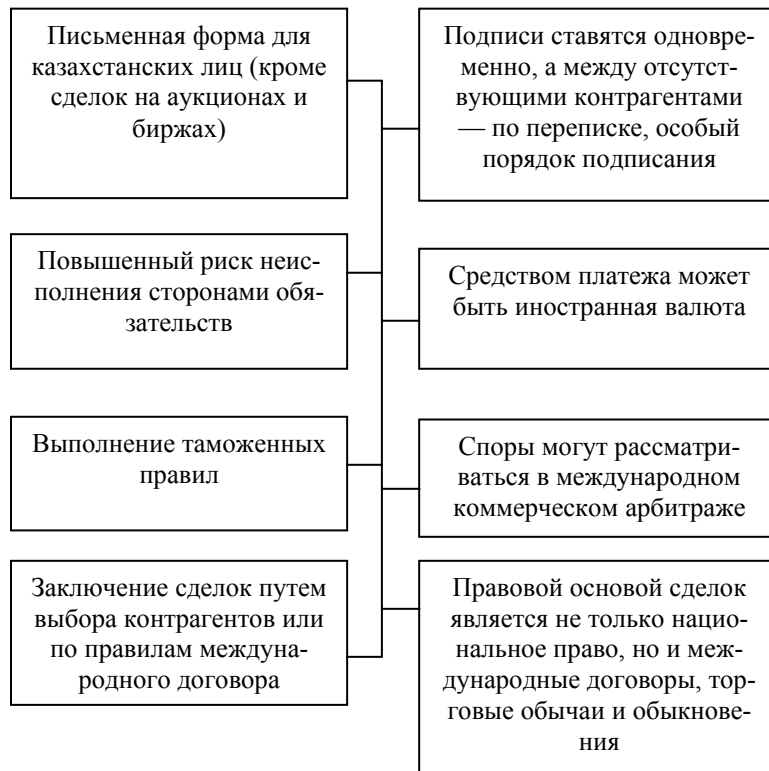 Письменная форма для
казахстанских лиц (кроме
сделок на аукционах и
биржах)
Подписи ставятся одновре-
менно, а между отсутст-
вующими контрагентами
— по переписке, особый
порядок подписания
Повышенный риск неис-
полнения сторонами обя-
зательств
Средством платежа может
быть иностранная валюта
Выполнение таможенных
правил
Споры могут рассматри-
ваться в международном
коммерческом арбитраже
Заключение сделок путем
выбора контрагентов или
по правилам междуна-
родного договора
Правовой основой сделок
является не только нацио-
нальное право, но и меж-
дународные договоры, тор-
говые обычаи и обыкнове-
ния